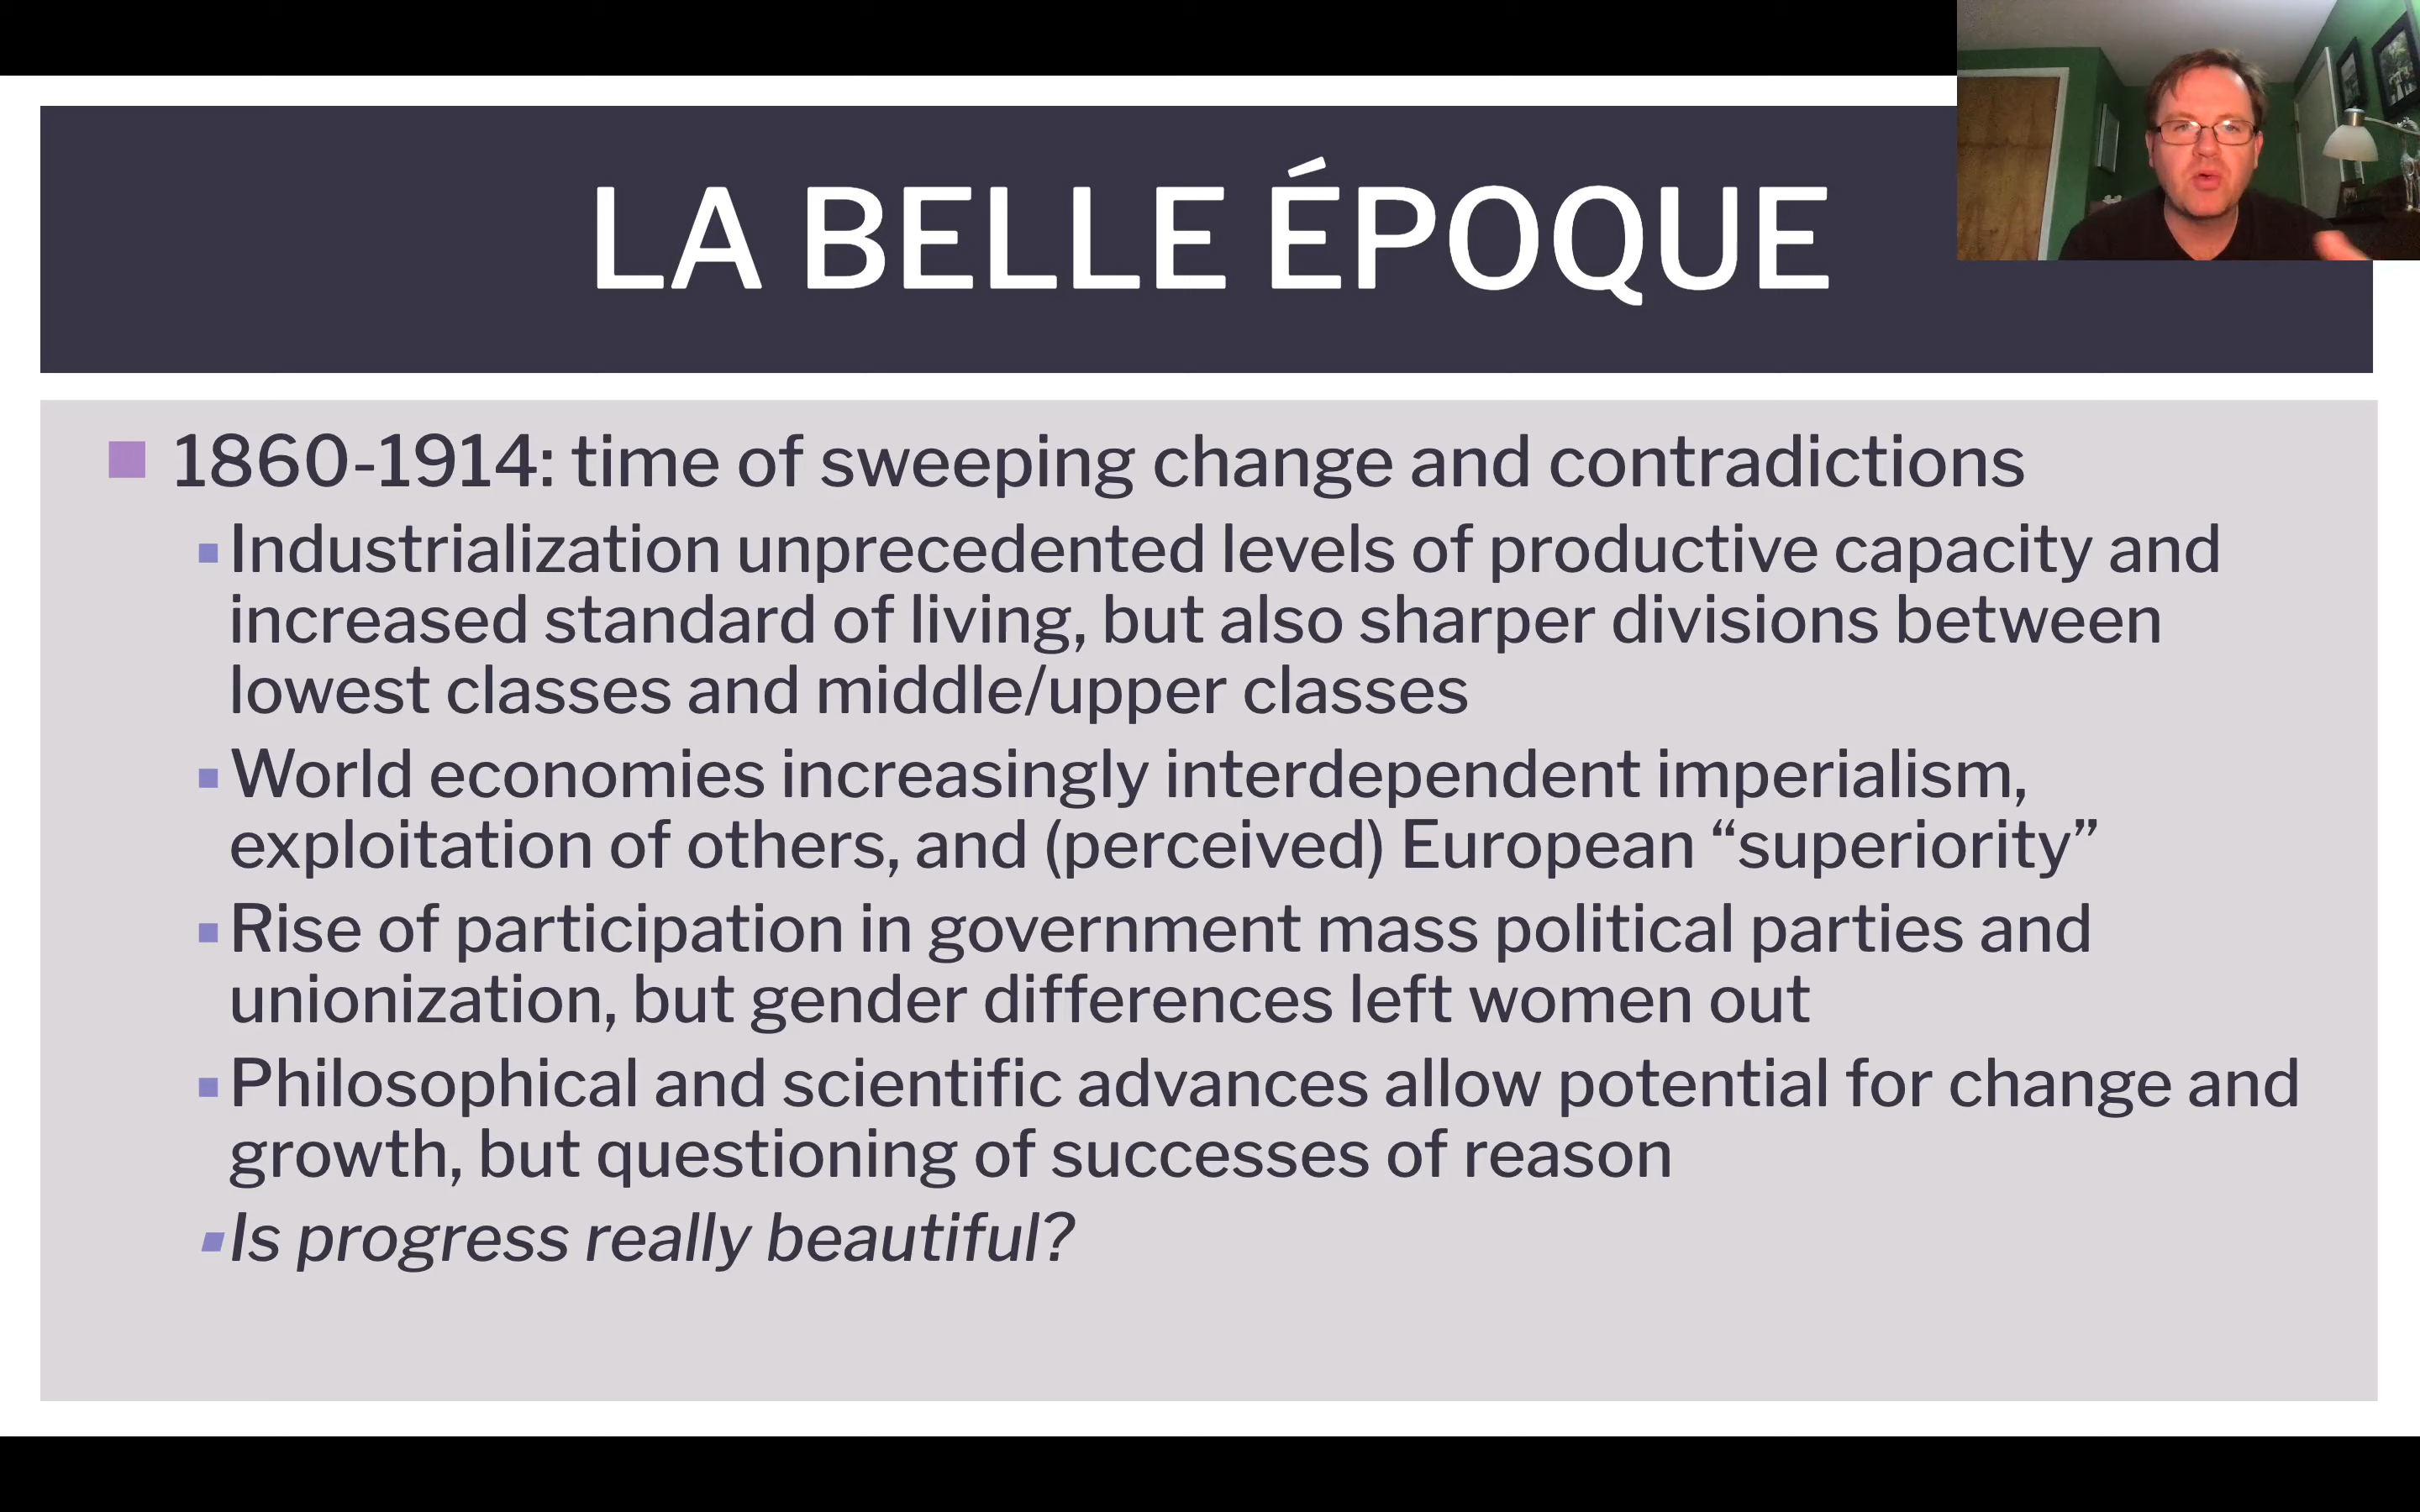 LA BELLE ÉPOQUE
1860-1914: time of sweeping change and contradictions
Industrialization unprecedented levels of productive capacity and
increased standard of living, but also sharper divisions between
lowest classes and middle/upper classes
World economies increasingly interdependent imperialism,
exploitation of others, and (perceived) European “superiority”
Rise of participation in government mass political parties and
unionization, but gender differences left women out
Philosophical and scientific advances allow potential for change and
growth, but questioning of successes of reason
Is progress really beautiful?